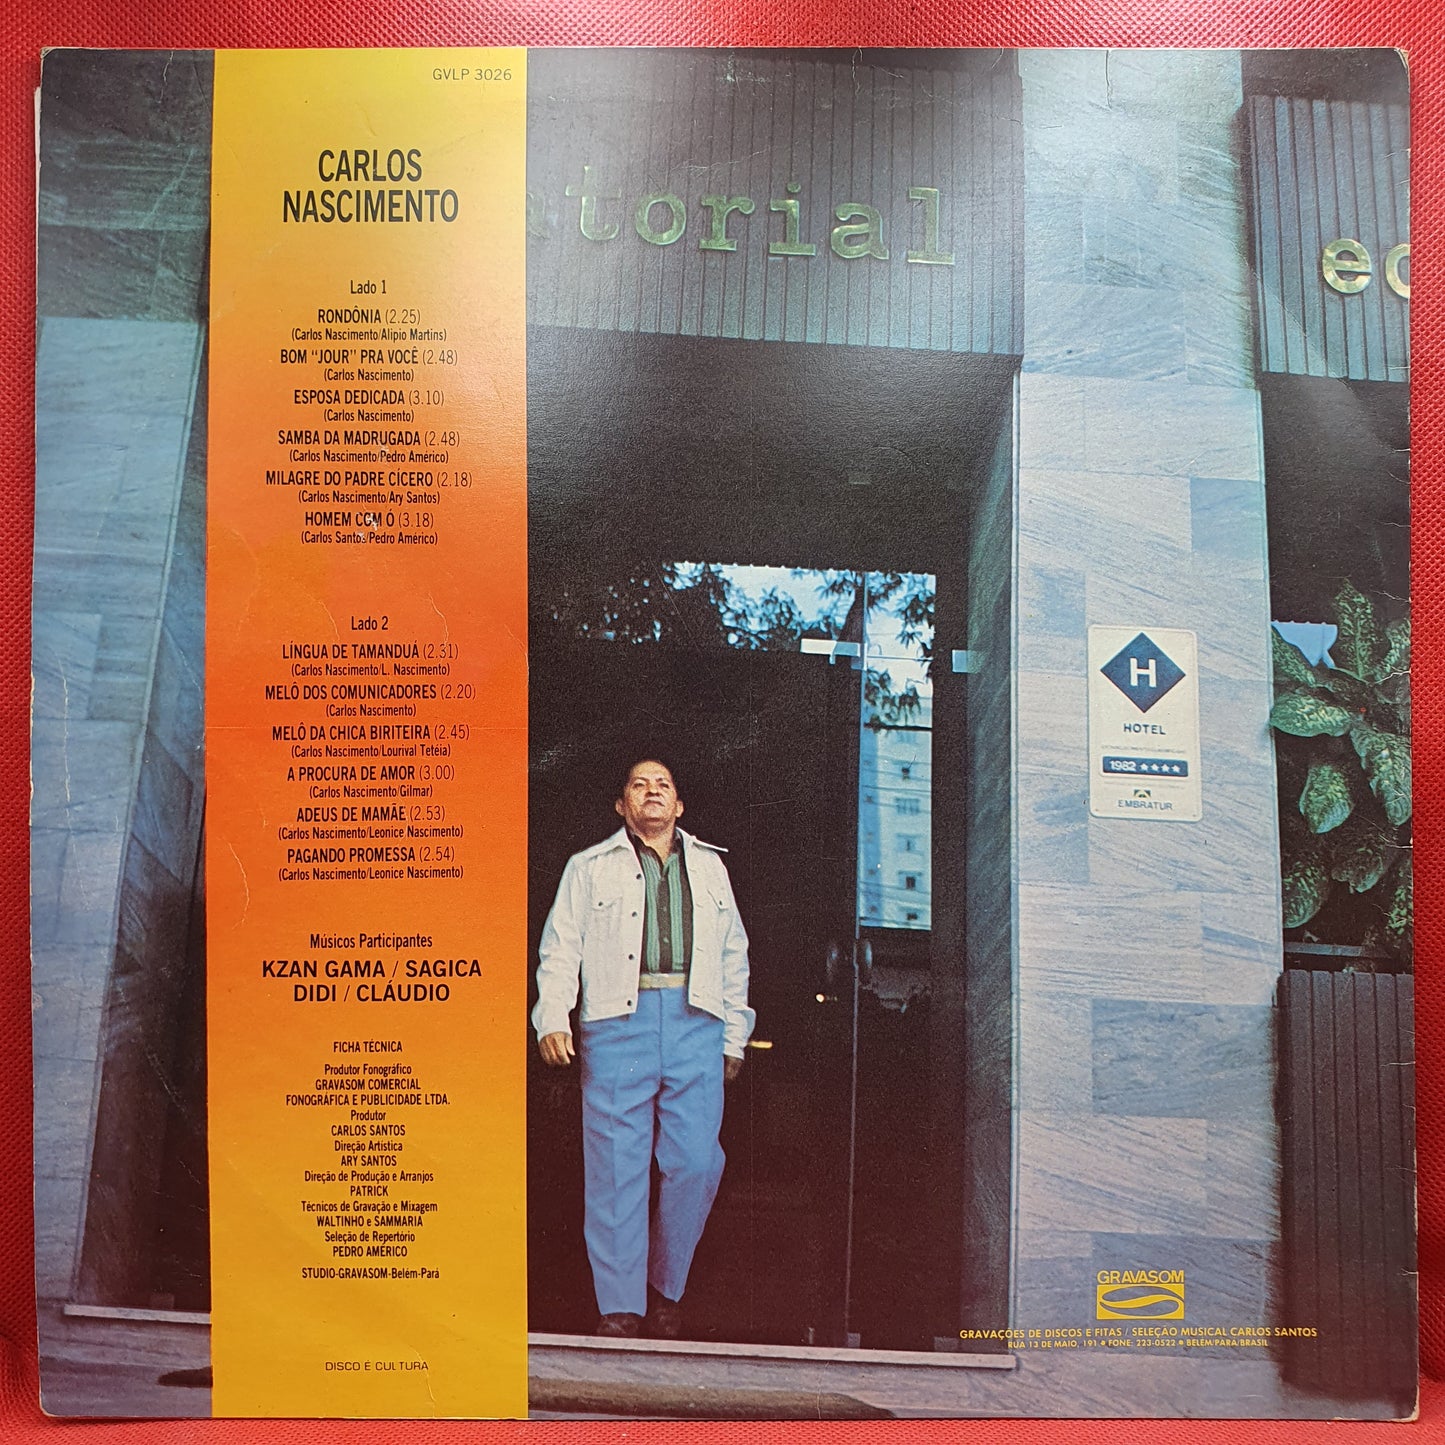 GVLP 3026
CARLOS
NASCIMENTO
Lado 1
RONDÔNIA (2.25)
(Carlos Nascimento/Alipio Martins)
BOM "JOUR" PRA VOCÊ (2.48)
(Carlos Nascimento)
ESPOSA DEDICADA (3.10)
(Carlos Nascimento)
SAMBA DA MADRUGADA (2.48)
(Carlos Nascimento/Pedro Américo)
MILAGRE DO PADRE CÍCERO (2.18)
(Carlos Nascimento/Ary Santos)
HOMEM COM Ó (3.18)
(Carlos Santos/Pedro Américo)
Lado 2
LÍNGUA DE TAMANDUÁ (2.31)
(Carlos Nascimento/L. Nascimento)
MELÔ DOS COMUNICADORES (2.20)
(Carlos Nascimento)
MELÔ DA CHICA BIRITEIRA (2.45)
(Carlos Nascimento/Lourival Tetéia)
A PROCURA DE AMOR (3.00)
(Carlos Nascimento/Gilmar)
ADEUS DE MAMÃE (2.53)
(Carlos Nascimento/Leonice Nascimento)
PAGANDO PROMESSA (2.54)
(Carlos Nascimento/Leonice Nascimento)
Músicos Participantes
KZAN GAMA / SAGICA
DIDI / CLÁUDIO
FICHA TÉCNICA
Produtor Fonográfico
GRAVASOM COMERCIAL
FONOGRÁFICA E PUBLICIDADE LTDA.
Produtor
CARLOS SANTOS
Direção Artística
ARY SANTOS
Direção de Produção e Arranjos
PATRICK
Técnicos de Gravação e Mixagem
WALTINHO e SAMMARIA
Seleção de Repertório
PEDRO AMÉRICO
STUDIO-GRAVASOM-Belém-Pará
DISCO É CULTURA
atorial
eq
H
HOTEL
1982 ★★★★
EMBRATUR
GRAVASOM
GRAVAÇÕES DE DISCOS E FITAS / SELEÇÃO MUSICAL CARLOS SANTOS
RUA 13 DE MAIO, 191 • FONE: 223-0522 • BELÉM/PARÁ/BRASIL